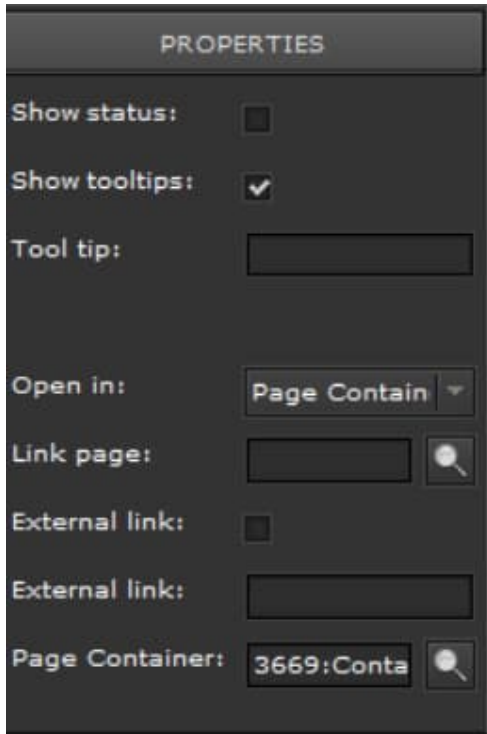 PROPERTIES
Show status:
Show tooltips:
Tool tip:
Open in: Page Contain
Link page:
External link:
External link:
Page Container: 3669:Conta